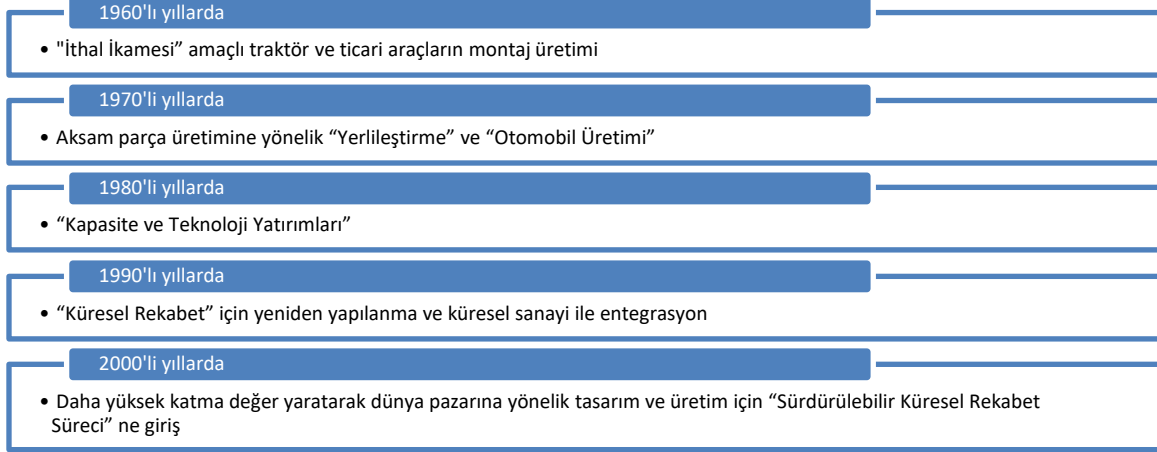 1960'lı yıllarda
• "İthal İkamesi” amaçlı traktör ve ticari araçların montaj üretimi
1970'li yıllarda
• Aksam parça üretimine yönelik “Yerlileştirme” ve “Otomobil Üretimi”
1980'li yıllarda
• “Kapasite ve Teknoloji Yatırımları”
1990'lı yıllarda
• “Küresel Rekabet” için yeniden yapılanma ve küresel sanayi ile entegrasyon
2000'li yıllarda
• Daha yüksek katma değer yaratarak dünya pazarına yönelik tasarım ve üretim için “Sürdürülebilir Küresel Rekabet
Süreci” ne giriş